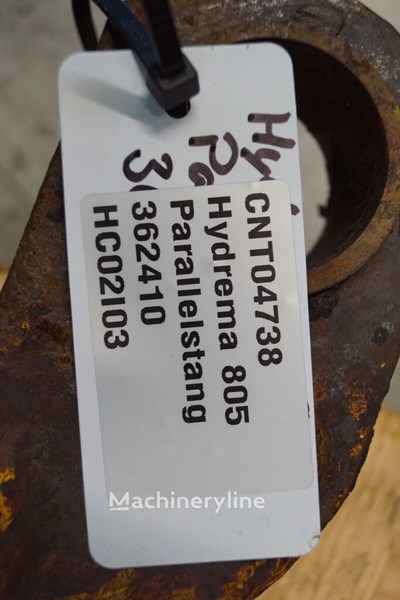 CNT04738
Hydrema 805
Parallelstang
362410
HC02I03
Machineryline